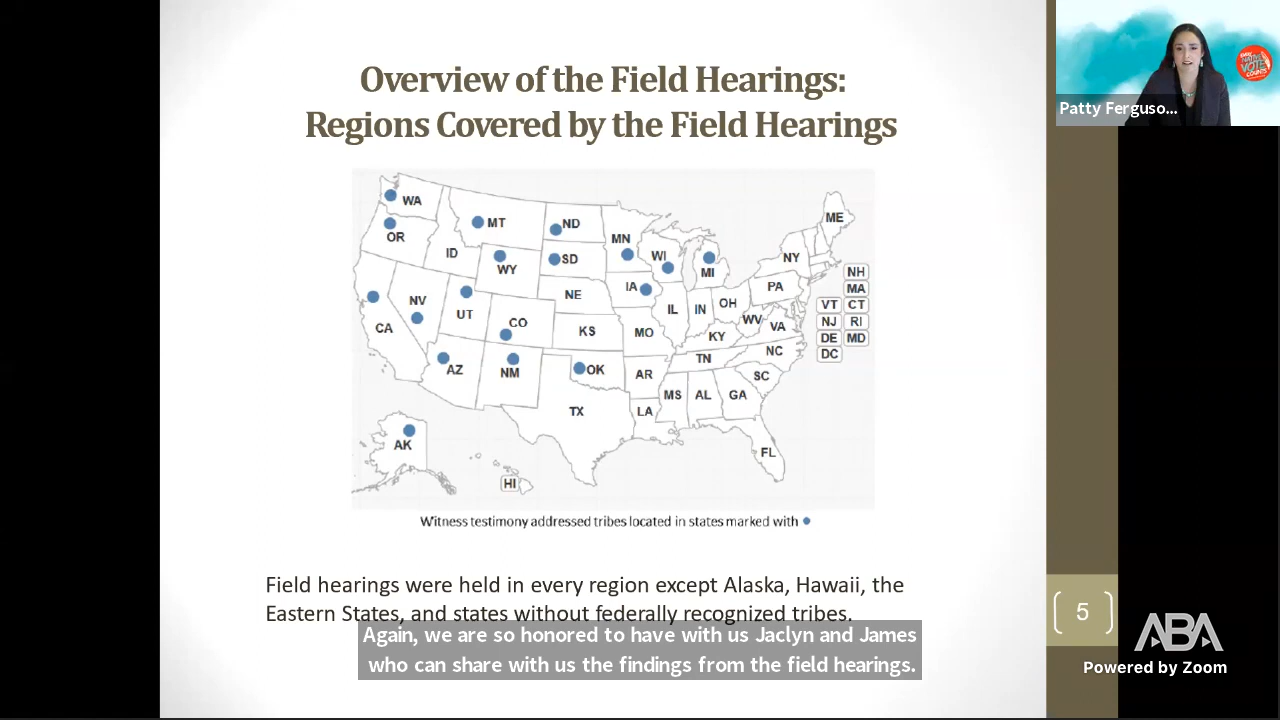 Overview of the Field Hearings:
Regions Covered by the Field Hearings
WA
MT
ND
ME
OR
MN
ID
WY
SD
WI
MI
NY
NH
MA
NV
UT
NE
IA
IL
IN
OH
PA
VT
CT
CA
CO
KS
MO
KY
WV
VA
NJ
RI
DE
MD
DC
AZ
NM
OK
AR
TN
NC
SC
TX
LA
MS
AL
GA
FL
AK
HI
Witness testimony addressed tribes located in states marked with
Field hearings were held in every region except Alaska, Hawaii, the
Eastern States, and states without federally recognized tribes.
Again, we are so honored to have with us Jaclyn and James
who can share with us the findings from the field hearings.
5
Patty Ferguso...
VOTE
ABA
Powered by Zoom